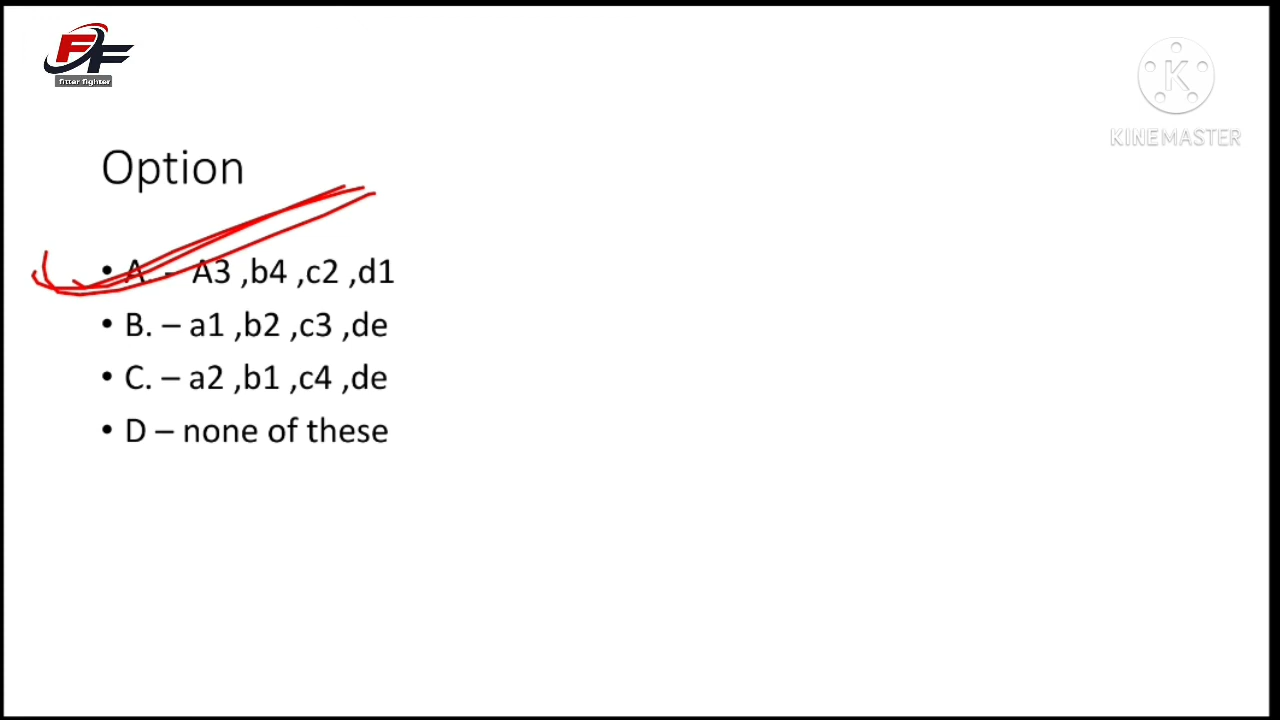 FF
fitter fighter
K
KINEMASTER
Option
• A. – A3 ,b4 ,c2 ,d1
• B. – a1 ,b2 ,c3 ,de
• C. – a2 ,b1 ,c4 ,de
• D – none of these